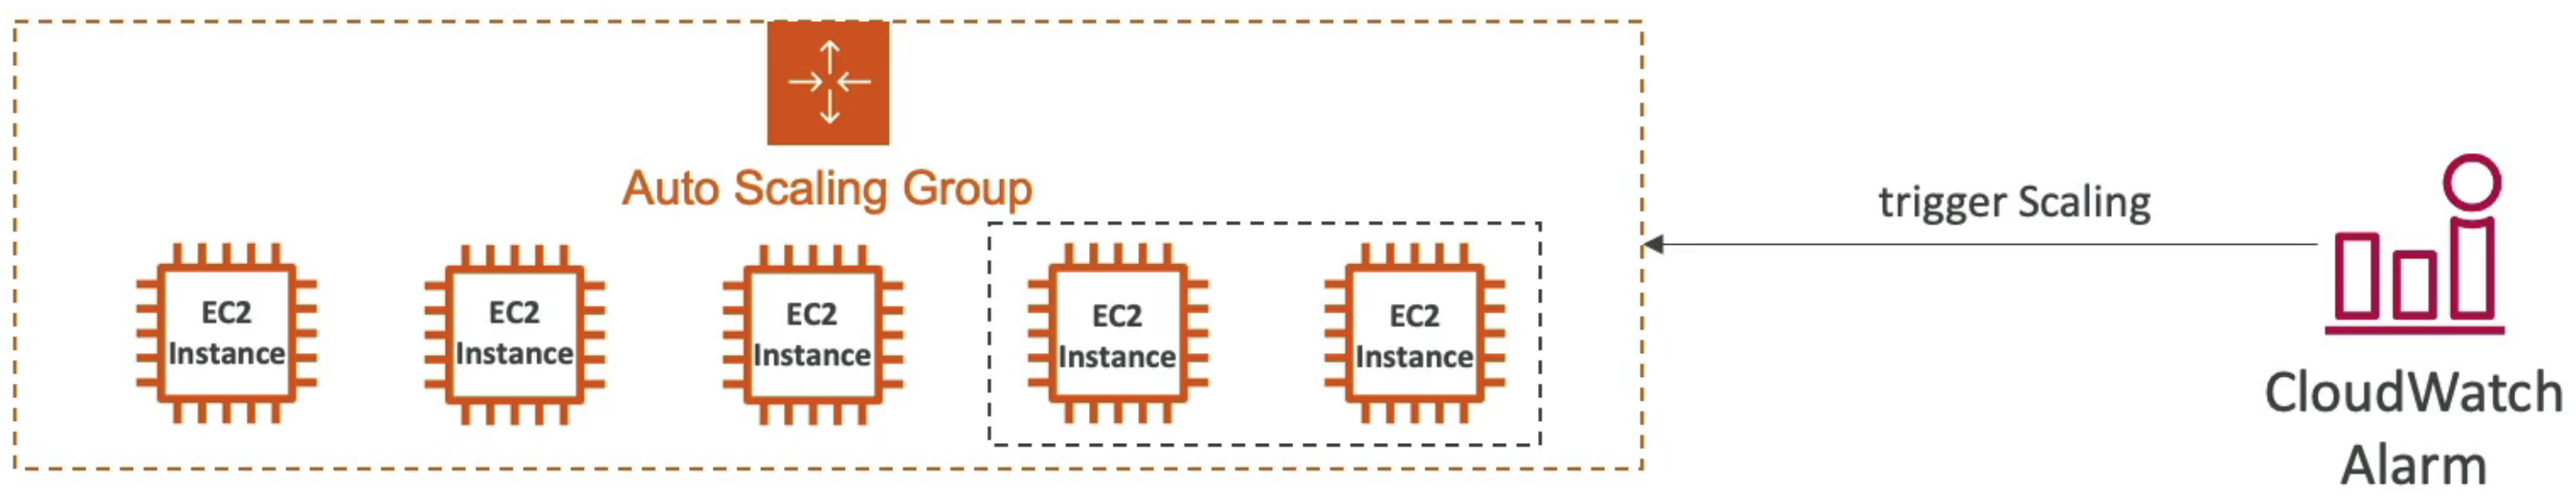 Auto Scaling Group
trigger Scaling
EC2
Instance
EC2
Instance
EC2
Instance
EC2
Instance
EC2
Instance
CloudWatch
Alarm